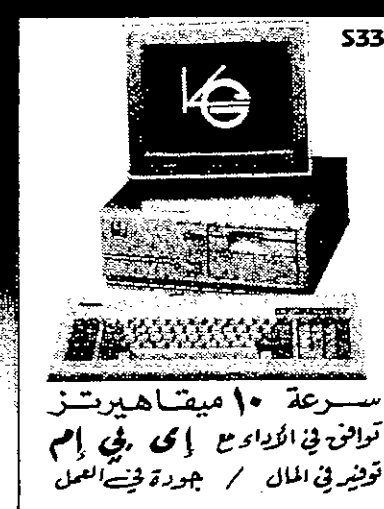 S33
سرعة ١٠ ميقاهيرتز
توافق في الأداء مع إى بي إم
توفير في المال / جودة في العمل